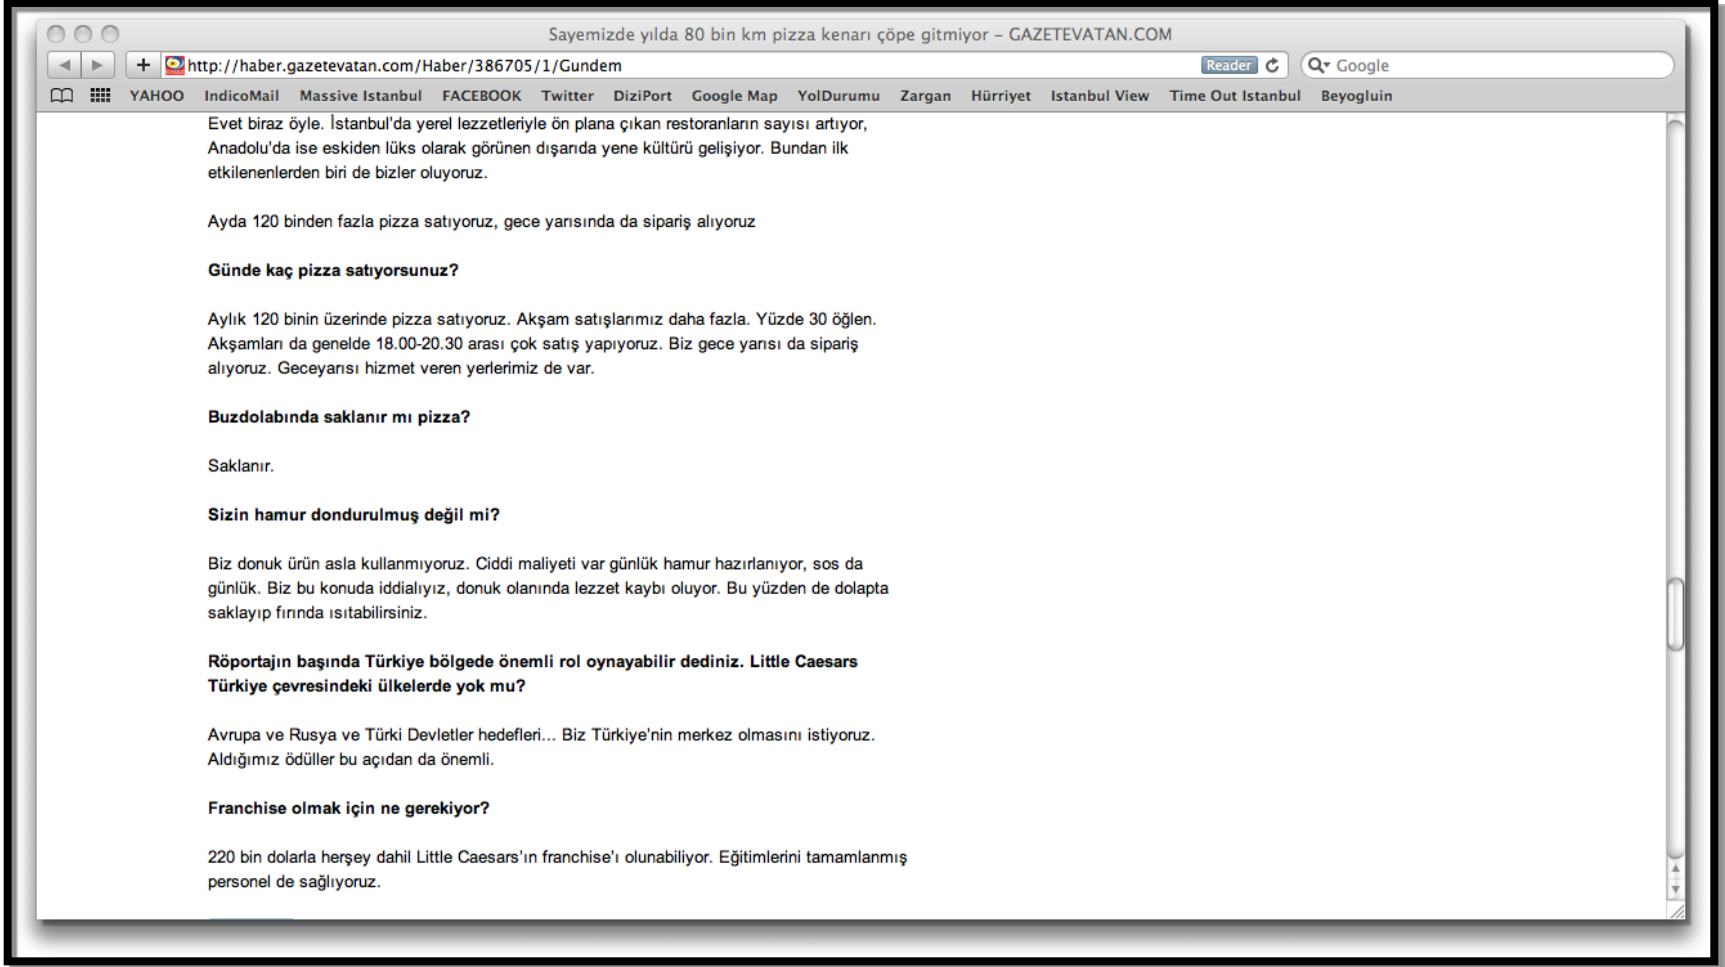 Sayemizde yılda 80 bin km pizza kenarı çöpe gitmiyor – GAZETEVATAN.COM
http://haber.gazetevatan.com/Haber/386705/1/Gundem
Reader
Google
YAHOO IndicoMail Massive Istanbul FACEBOOK Twitter DiziPort Google Map YolDurumu Zargan Hürriyet Istanbul View Time Out Istanbul Beyogluin
Evet biraz öyle. İstanbul'da yerel lezzetleriyle ön plana çıkan restoranların sayısı artıyor,
Anadolu'da ise eskiden lüks olarak görünen dışarıda yene kültürü gelişiyor. Bundan ilk
etkilenenlerden biri de bizler oluyoruz.
Ayda 120 binden fazla pizza satıyoruz, gece yarısında da sipariş alıyoruz
Günde kaç pizza satıyorsunuz?
Aylık 120 binin üzerinde pizza satıyoruz. Akşam satışlarımız daha fazla. Yüzde 30 öğlen.
Akşamları da genelde 18.00-20.30 arası çok satış yapıyoruz. Biz gece yarısı da sipariş
alıyoruz. Geceyarısı hizmet veren yerlerimiz de var.
Buzdolabında saklanır mı pizza?
Saklanır.
Sizin hamur dondurulmuş değil mi?
Biz donuk ürün asla kullanmıyoruz. Ciddi maliyeti var günlük hamur hazırlanıyor, sos da
günlük. Biz bu konuda iddialıyız, donuk olanında lezzet kaybı oluyor. Bu yüzden de dolapta
saklayıp fırında ısıtabilirsiniz.
Röportajın başında Türkiye bölgede önemli rol oynayabilir dediniz. Little Caesars
Türkiye çevresindeki ülkelerde yok mu?
Avrupa ve Rusya ve Türki Devletler hedefleri... Biz Türkiye'nin merkez olmasını istiyoruz.
Aldığımız ödüller bu açıdan da önemli.
Franchise olmak için ne gerekiyor?
220 bin dolarla herşey dahil Little Caesars'ın franchise'ı olunabiliyor. Eğitimlerini tamamlanmış
personel de sağlıyoruz.